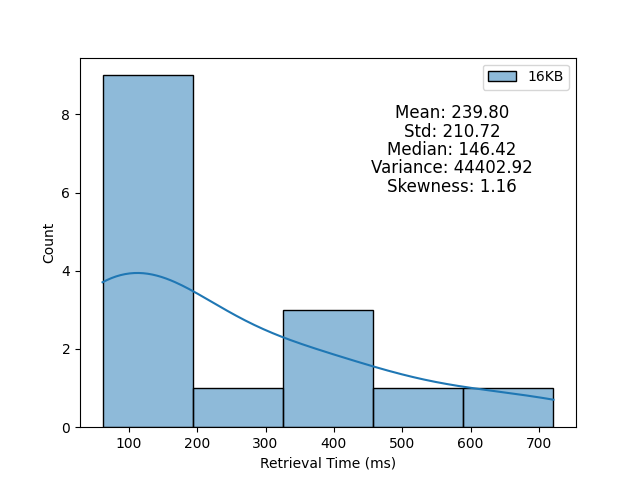 16KB
Mean: 239.80
Std: 210.72
Median: 146.42
Variance: 44402.92
Skewness: 1.16
Count
8
6
4
2
0
100 200 300 400 500 600 700
Retrieval Time (ms)